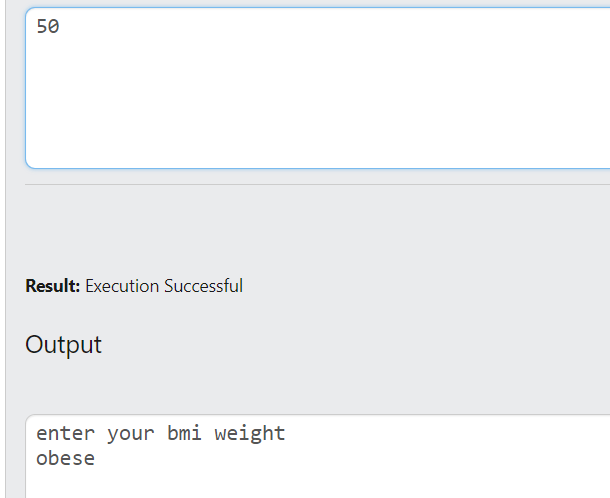 50
Result: Execution Successful
Output
enter your bmi weight
obese